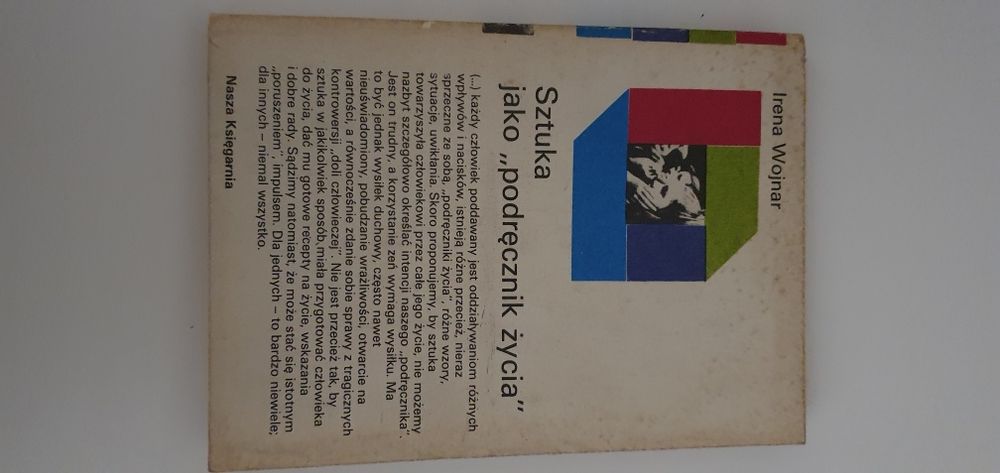 Irena Wojnar
Sztuka
jako „podręcznik życia”
(...) każdy człowiek poddawany jest oddziaływaniom różnych
wpływów i nacisków, istnieją różne przecież, nieraz
sprzeczne ze sobą, „podręczniki życia”, różne wzory,
sytuacje, uwikłania. Skoro proponujemy, by sztuka
towarzyszyła człowiekowi przez całe jego życie, nie możemy
nazbyt szczegółowo określać intencji naszego „podręcznika”.
Jest on trudny, a korzystanie zeń wymaga wysiłku. Ma
to być jednak wysiłek duchowy, często nawet
nieuświadomiony, pobudzanie wrażliwości, otwarcie na
wartości, a równocześnie zdanie sobie sprawy z tragicznych
kontrowersji „doli człowieczej”. Nie jest przecież tak, by
sztuka w jakikolwiek sposób miała przygotować człowieka
do życia, dać mu gotowe recepty na życie, wskazania
i dobre rady. Sądzimy natomiast, że może stać się istotnym
„poruszeniem”, impulsem. Dla jednych – to bardzo niewiele;
dla innych – niemal wszystko.
Nasza Księgarnia